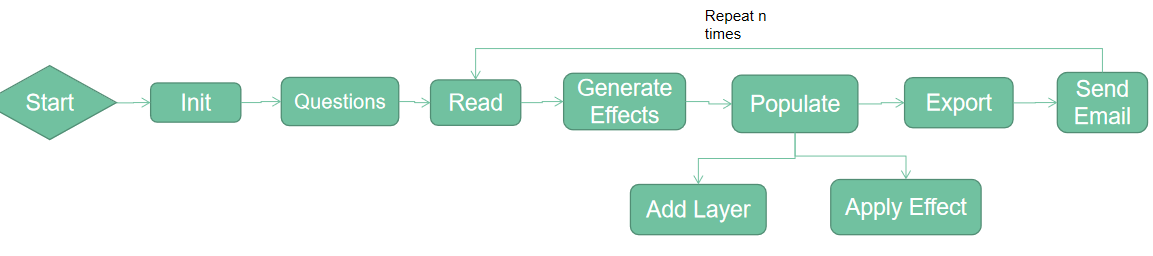 Repeat n
times
Start
Init
Questions
Read
Generate
Effects
Populate
Export
Send
Email
Add Layer
Apply Effect